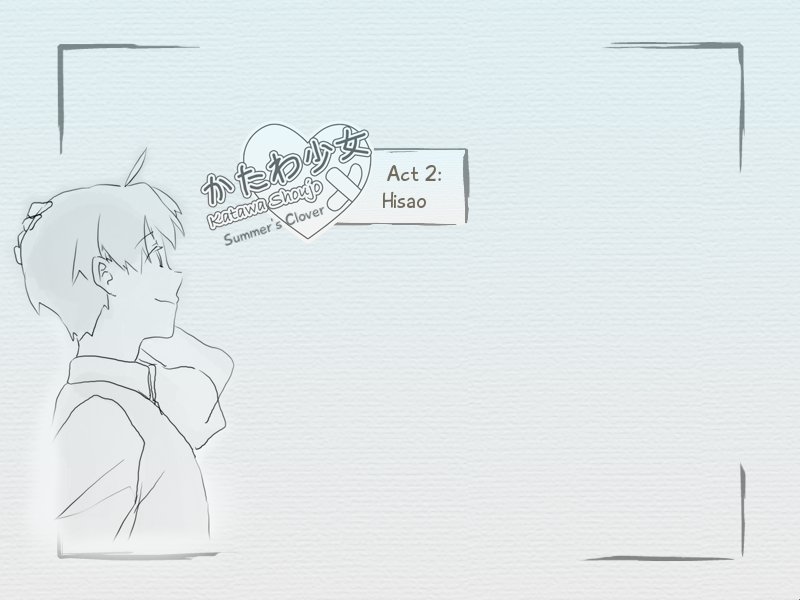 かたわ少女
Katawa Shoujo
Summer's Clover
Act 2:
Hisao